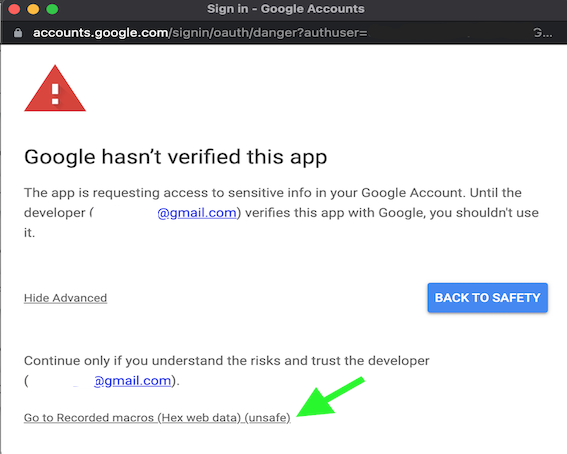 Sign in - Google Accounts
accounts.google.com/signin/oauth/danger?authuser= G...
Google hasn't verified this app
The app is requesting access to sensitive info in your Google Account. Until the
developer ( @gmail.com) verifies this app with Google, you shouldn't use
it.
Hide Advanced
BACK TO SAFETY
Continue only if you understand the risks and trust the developer
( @gmail.com).
Go to Recorded macros (Hex web data) (unsafe)